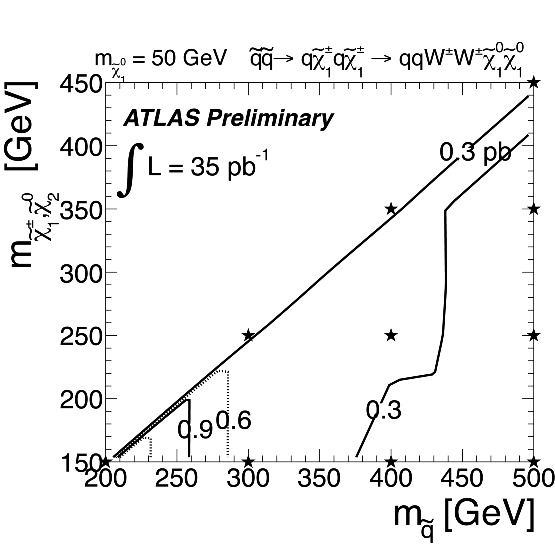 m_χ̃₁⁰ = 50 GeV   q̃q̃→ qχ̃₁±qχ̃₁± → qqW±W±χ̃₁⁰χ̃₁⁰
ATLAS Preliminary
∫ L = 35 pb⁻¹
m_χ̃₁±,χ̃₂⁰ [GeV]
450
400
350
300
250
200
150
0.3 pb
0.3
0.9
0.6
200 250 300 350 400 450 500
m_q̃ [GeV]